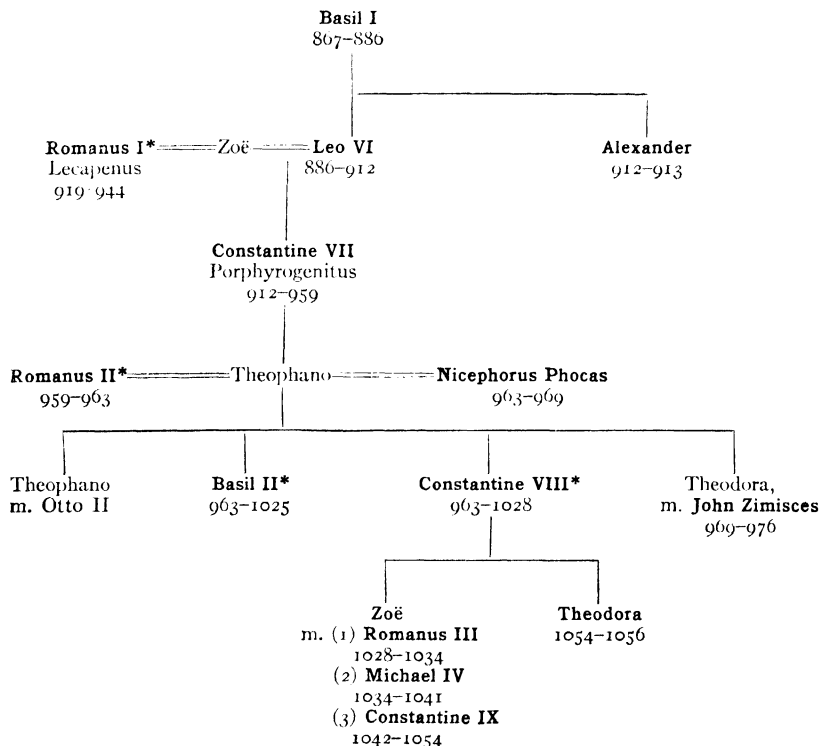 Basil I
867–886
Romanus I* Zoë Leo VI Alexander
Lecapenus 886–912 912–913
919–944
Constantine VII
Porphyrogenitus
912–959
Romanus II* Theophano Nicephorus Phocas
959–963 963–969
Theophano Basil II* Constantine VIII* Theodora,
m. Otto II 963–1025 963–1028 m. John Zimisces
969–976
Zoë Theodora
m. (1) Romanus III 1054–1056
1028–1034
(2) Michael IV
1034–1041
(3) Constantine IX
1042–1054